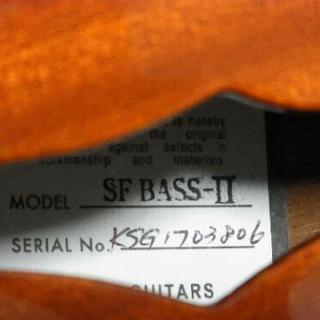 is hereby
the original
against defects in
workmanship and materials
MODEL SF BASS-II
SERIAL No. KSG1703806
GUITARS